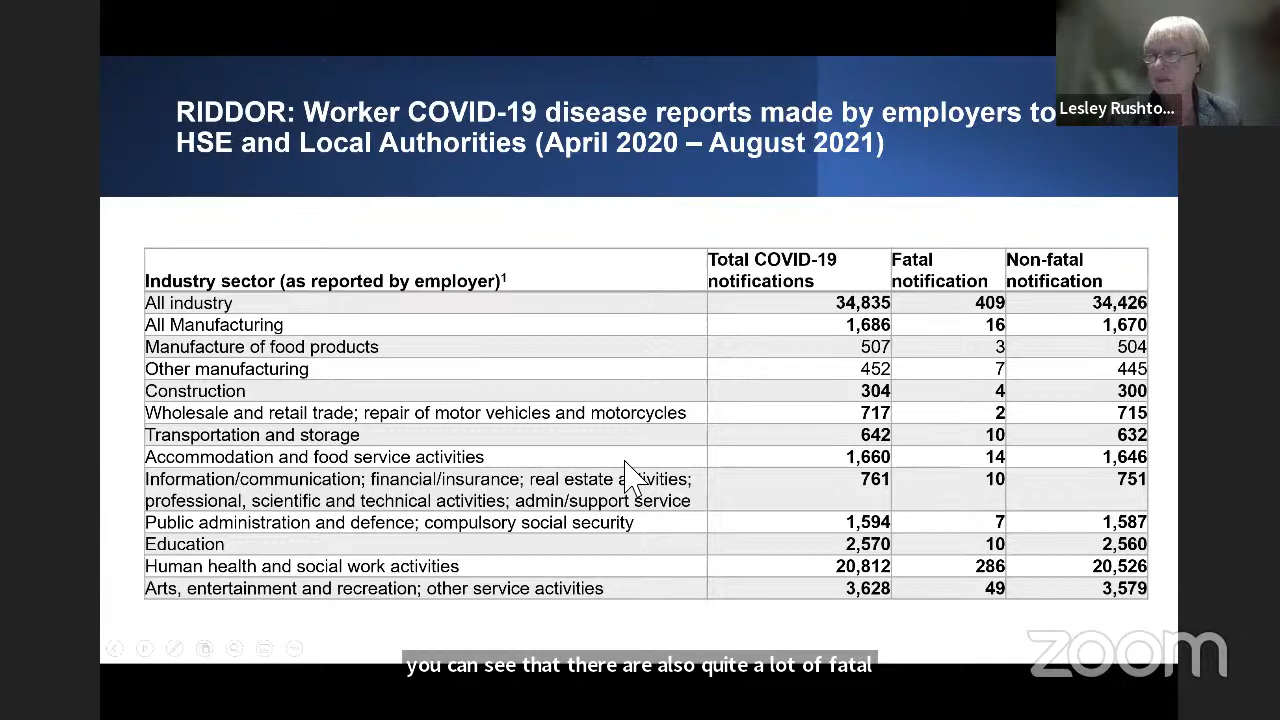 RIDDOR: Worker COVID-19 disease reports made by employers to
HSE and Local Authorities (April 2020 – August 2021)
Lesley Rushto...
Industry sector (as reported by employer)¹ Total COVID-19 notifications Fatal notification Non-fatal notification
All industry 34,835 409 34,426
All Manufacturing 1,686 16 1,670
Manufacture of food products 507 3 504
Other manufacturing 452 7 445
Construction 304 4 300
Wholesale and retail trade; repair of motor vehicles and motorcycles 717 2 715
Transportation and storage 642 10 632
Accommodation and food service activities 1,660 14 1,646
Information/communication; financial/insurance; real estate activities;
professional, scientific and technical activities; admin/support service 761 10 751
Public administration and defence; compulsory social security 1,594 7 1,587
Education 2,570 10 2,560
Human health and social work activities 20,812 286 20,526
Arts, entertainment and recreation; other service activities 3,628 49 3,579
you can see that there are also quite a lot of fatal
zoom